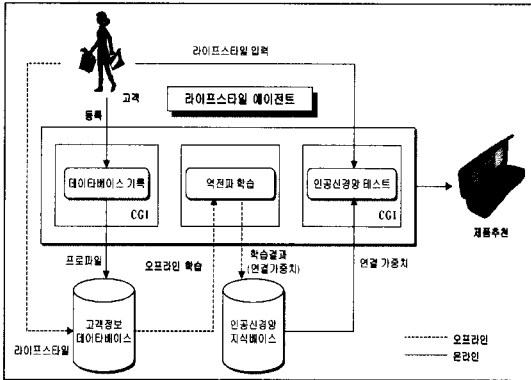 라이프스타일 입력
고객
라이프스타일 에이전트
등록
데이타베이스 기록
CGI
역전파 학습
인공신경망 테스트
CGI
제품추천
프로파일
오프라인 학습
학습결과
(연결가중치)
연결 가중치
고객정보
데이타베이스
인공신경망
지식베이스
라이프스타일
오프라인
온라인